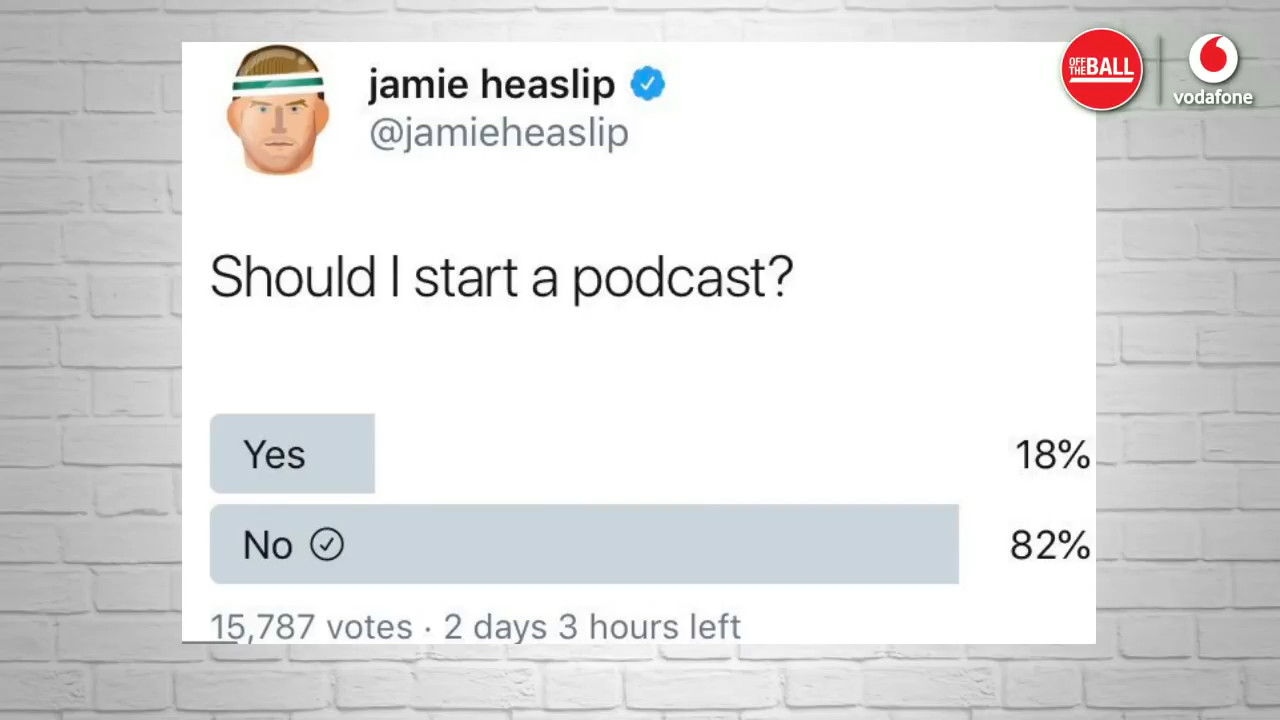 jamie heaslip
@jamieheaslip
OFF THE BALL
vodafone
Should I start a podcast?
Yes 18%
No 82%
15,787 votes · 2 days 3 hours left